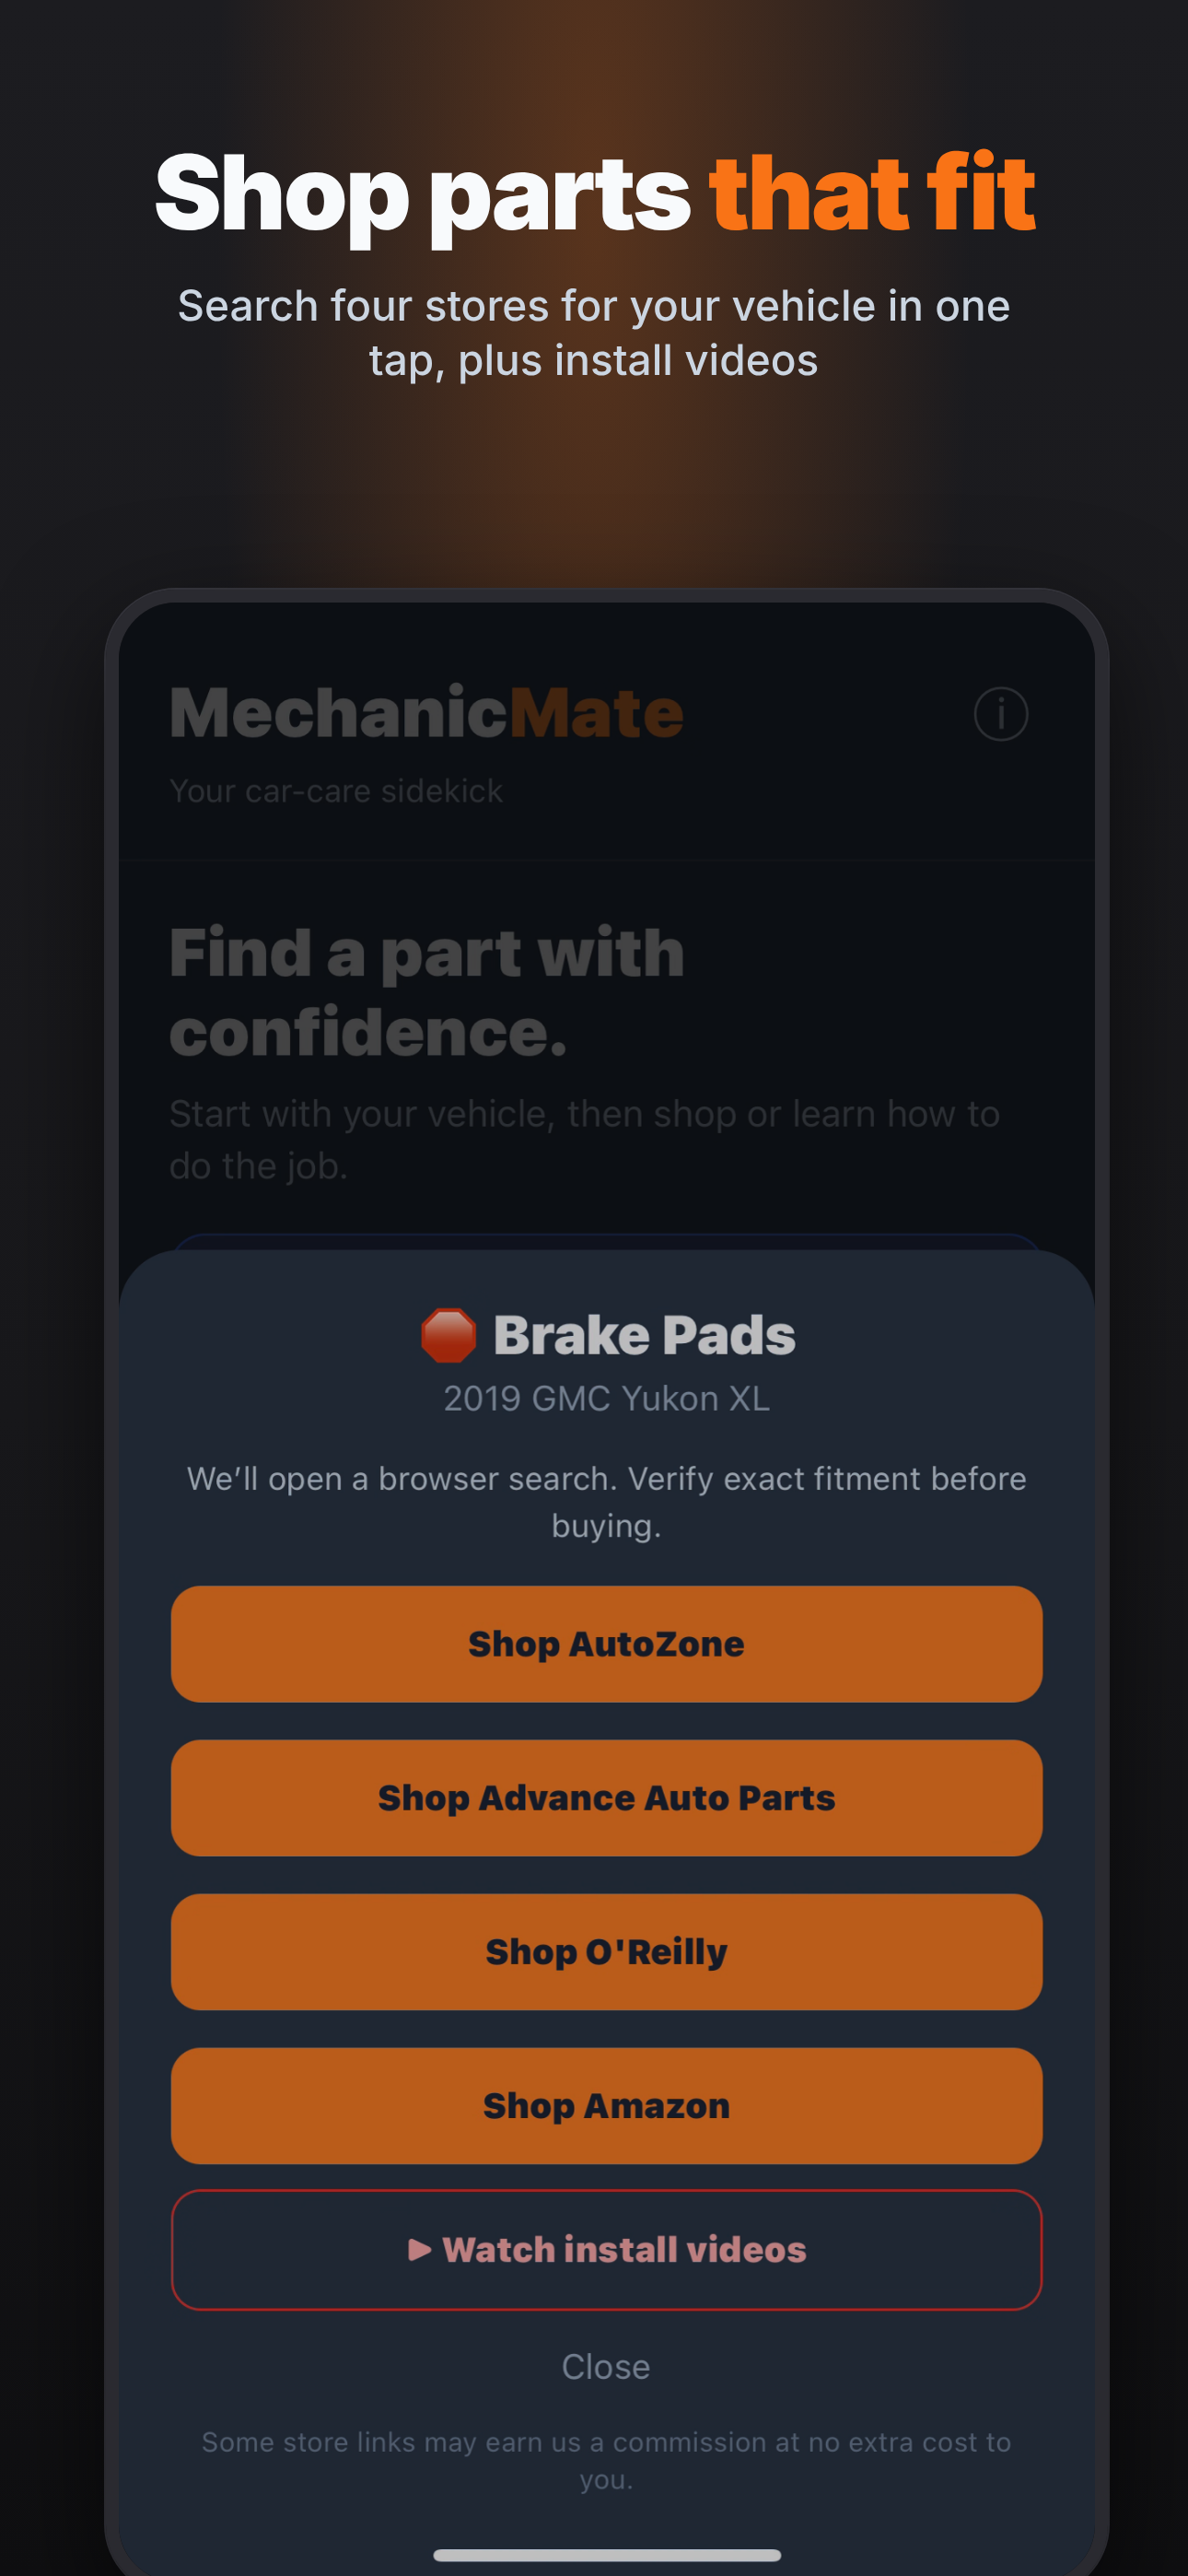 Shop parts that fit
Search four stores for your vehicle in one
tap, plus install videos
MechanicMate
Your car-care sidekick
Find a part with
confidence.
Start with your vehicle, then shop or learn how to
do the job.
Brake Pads
2019 GMC Yukon XL
We’ll open a browser search. Verify exact fitment before
buying.
Shop AutoZone
Shop Advance Auto Parts
Shop O'Reilly
Shop Amazon
Watch install videos
Close
Some store links may earn us a commission at no extra cost to
you.